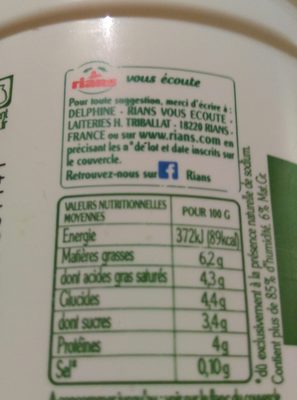 rians vous écoute
Pour toute suggestion, merci d'écrire à :
DELPHINE - RIANS VOUS ECOUTE -
LAITERIES H. TRIBALLAT - 18220 RIANS -
FRANCE ou sur www.rians.com en
précisant les n° de lot et date inscrits sur
le couvercle.
Retrouvez-nous sur f Rians
VALEURS NUTRITIONNELLES MOYENNES POUR 100 G
Energie 372kJ (89kcal)
Matières grasses 6,2g
dont acides gras saturés 4,3g
Glucides 4,4g
dont sucres 3,4g
Protéines 4g
Sel* 0,10g
* dû exclusivement à la présence naturelle de sodium.
Contient plus de 85% d'humidité, 6% Mat. Gr.